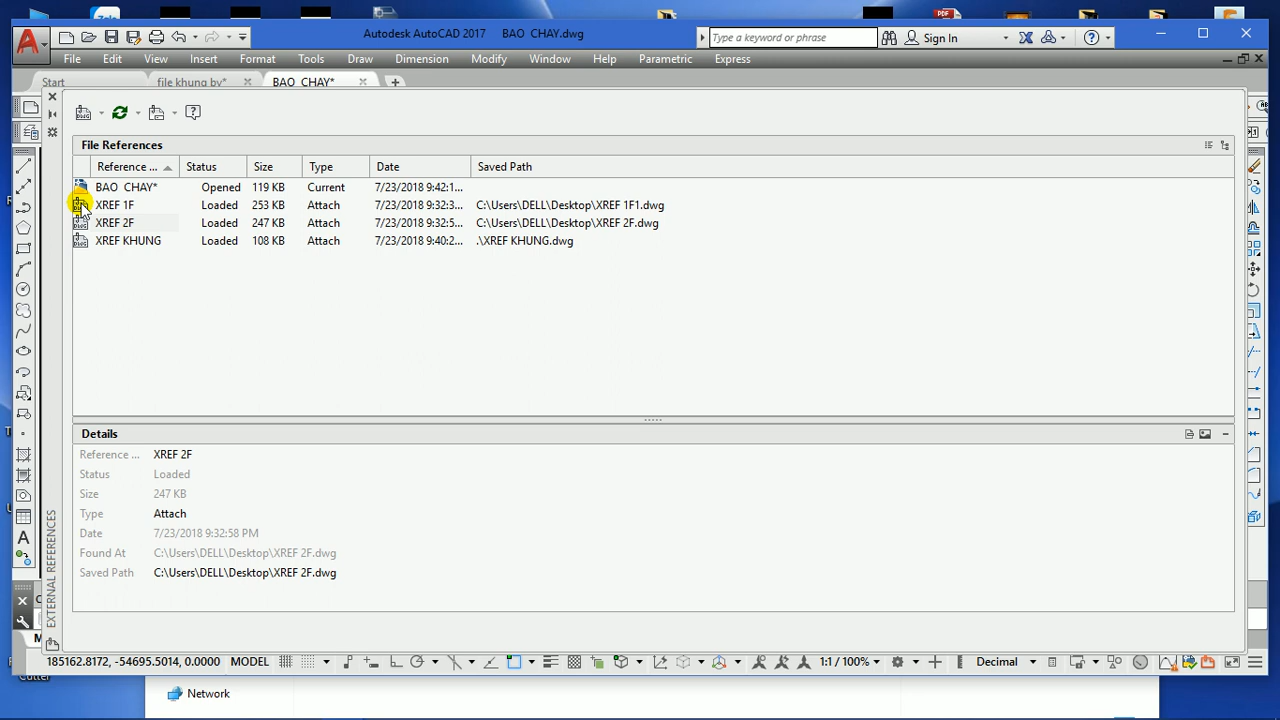 Zalo
PDF
Autodesk AutoCAD 2017 BAO CHAY.dwg
Type a keyword or phrase
Sign In
File Edit View Insert Format Tools Draw Dimension Modify Window Help Parametric Express
Start file khung by* BAO CHAY*
File References
Reference ... Status Size Type Date Saved Path
BAO CHAY* Opened 119 KB Current 7/23/2018 9:42:1...
XREF 1F Loaded 253 KB Attach 7/23/2018 9:32:3... C:\Users\DELL\Desktop\XREF 1F1.dwg
XREF 2F Loaded 247 KB Attach 7/23/2018 9:32:5... C:\Users\DELL\Desktop\XREF 2F.dwg
XREF KHUNG Loaded 108 KB Attach 7/23/2018 9:40:2... .\XREF KHUNG.dwg
Details
Reference ... XREF 2F
Status Loaded
Size 247 KB
Type Attach
Date 7/23/2018 9:32:58 PM
Found At C:\Users\DELL\Desktop\XREF 2F.dwg
Saved Path C:\Users\DELL\Desktop\XREF 2F.dwg
EXTERNAL REFERENCES
185162.8172, -54695.5014, 0.0000 MODEL 1:1 / 100% Decimal
Cutter
Network